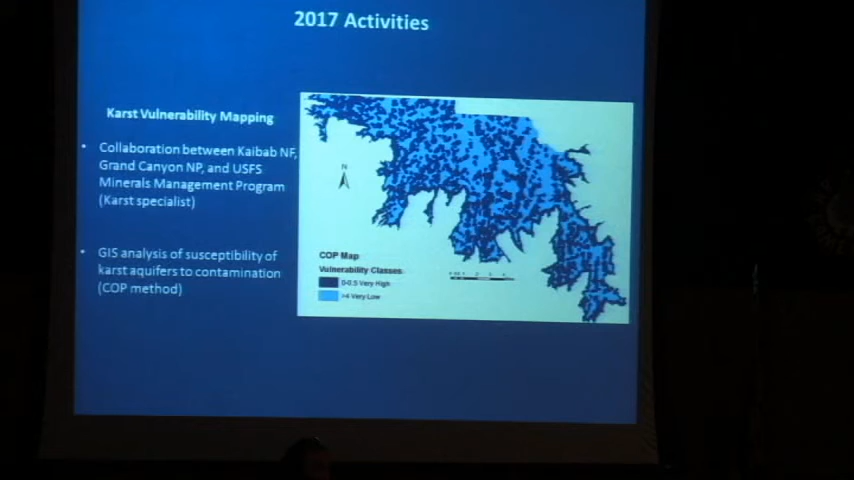 2017 Activities
Karst Vulnerability Mapping
• Collaboration between Kaibab NF,
Grand Canyon NP, and USFS
Minerals Management Program
(Karst specialist)
• GIS analysis of susceptibility of
karst aquifers to contamination
(COP method)
N
COP Map
Vulnerability Classes
0-0.5 Very High
>4 Very Low